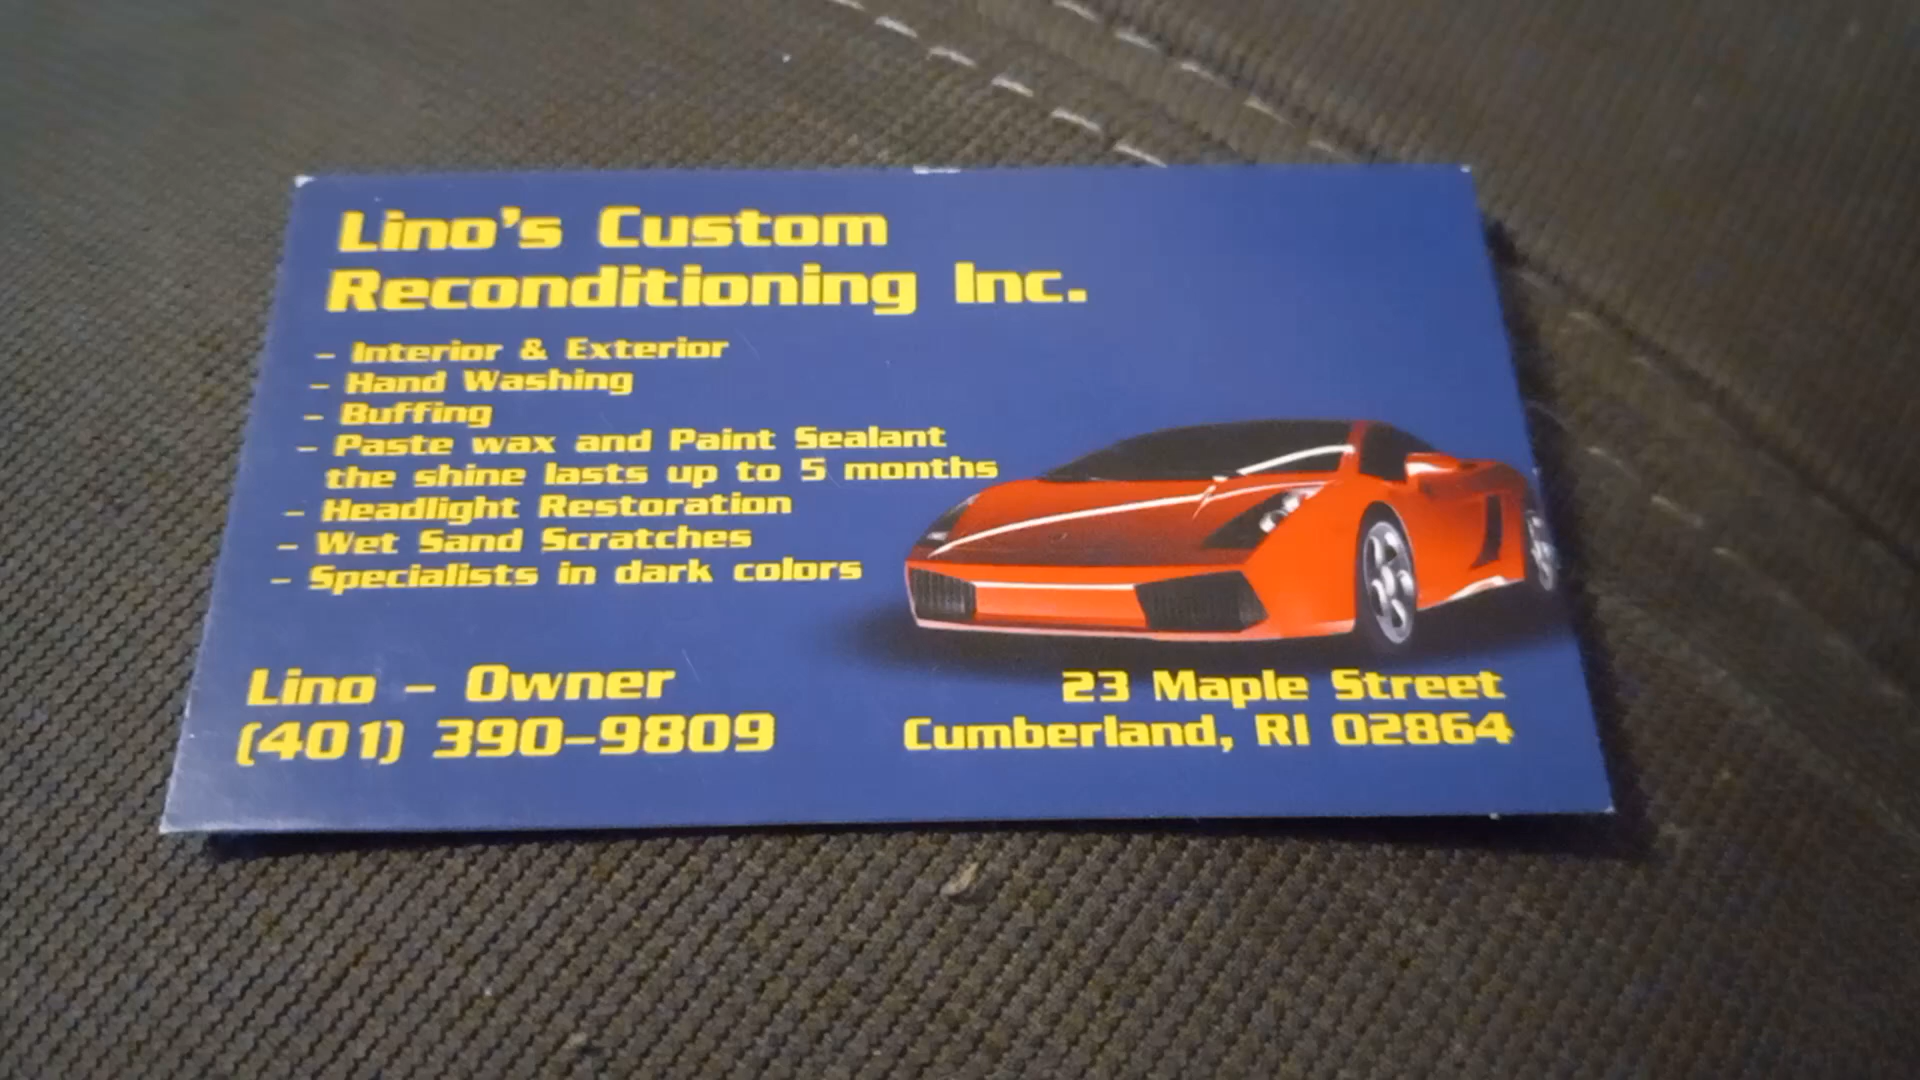 Lino's Custom
Reconditioning Inc.
- Interior & Exterior
- Hand Washing
- Buffing
- Paste wax and Paint Sealant
the shine lasts up to 5 months
- Headlight Restoration
- Wet Sand Scratches
- Specialists in dark colors
Lino - Owner
(401) 390-9809
23 Maple Street
Cumberland, RI 02864